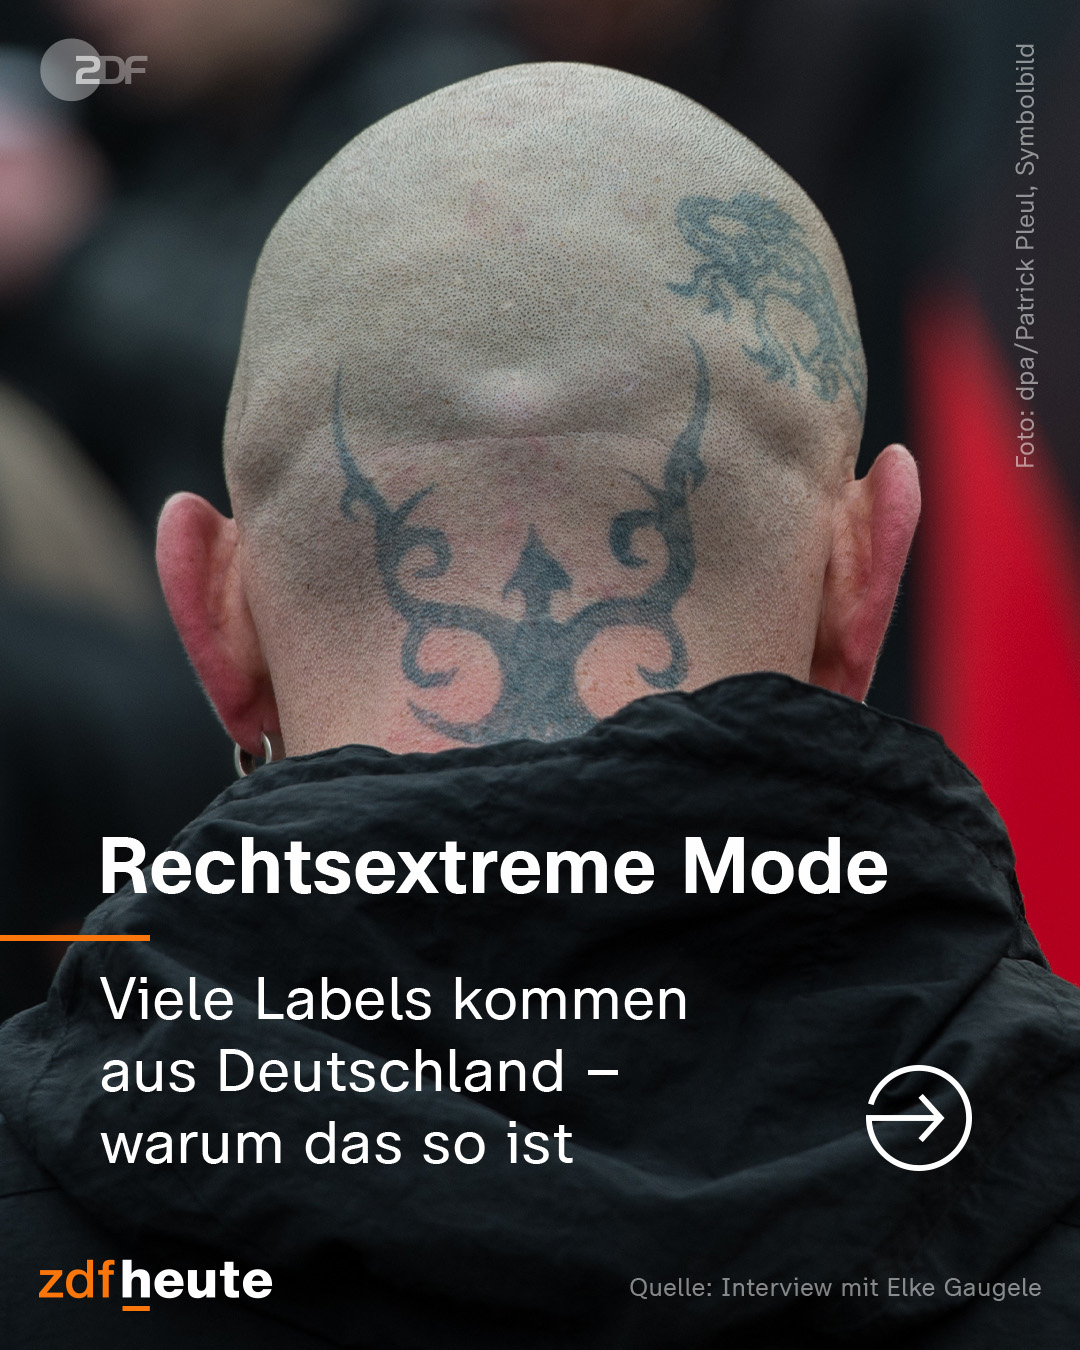 ZDF
Foto: dpa/Patrick Pleul, Symbolbild
Rechtsextreme Mode
Viele Labels kommen
aus Deutschland –
warum das so ist
zdfheute
Quelle: Interview mit Elke Gaugele